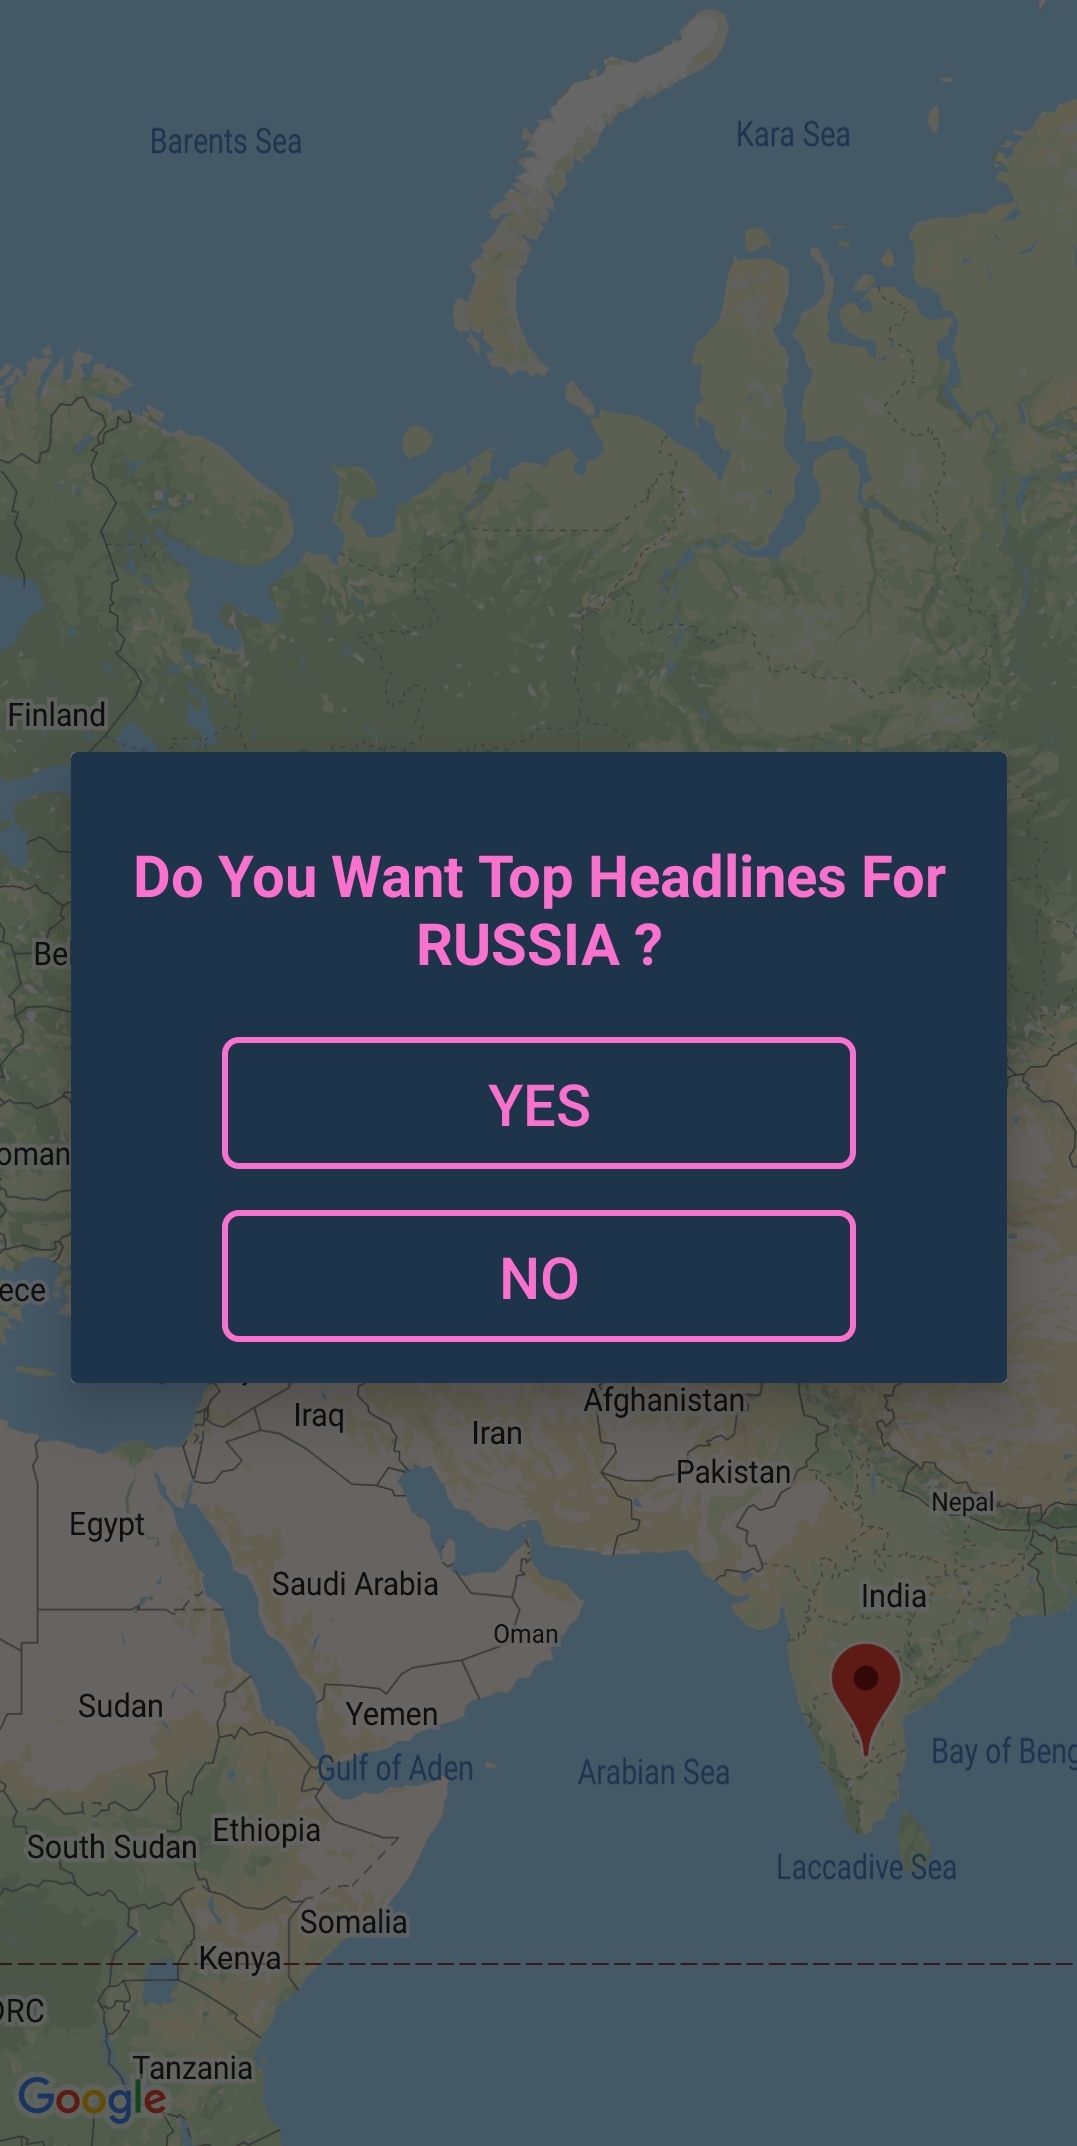 Barents Sea
Kara Sea
Finland
Do You Want Top Headlines For
RUSSIA ?
Bel
YES
oman
NO
ece
Afghanistan
Iraq
Iran
Pakistan
Nepal
Egypt
Saudi Arabia
India
Oman
Sudan
Yemen
Bay of Beng
Gulf of Aden
Arabian Sea
Ethiopia
South Sudan
Laccadive Sea
Somalia
Kenya
DRC
Tanzania
Google